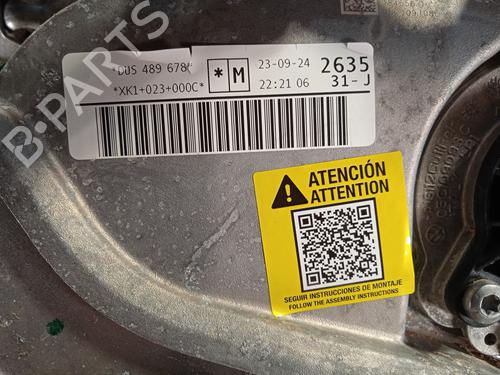 *DUS 489 678*
*M
23-09-24
2635
*XK1+023+000C*
22:21 06
31-J
B-PARTS
ATENCIÓN
ATTENTION
SEGUIR INSTRUCCIONES DE MONTAJE
FOLLOW THE ASSEMBLY INSTRUCTIONS